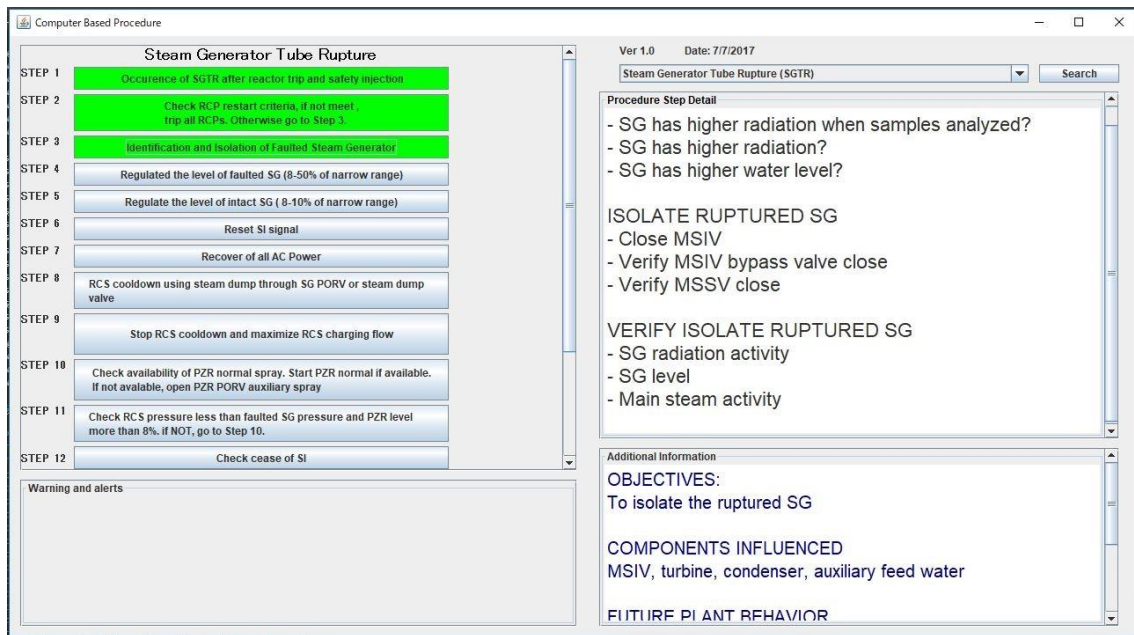 Computer Based Procedure
Steam Generator Tube Rupture
STEP 1
Occurence of SGTR after reactor trip and safety injection
STEP 2
Check RCP restart criteria, if not meet ,
trip all RCPs. Otherwise go to Step 3.
STEP 3
Identification and Isolation of Faulted Steam Generator
STEP 4
Regulated the level of faulted SG (8-50% of narrow range)
STEP 5
Regulate the level of intact SG ( 8-10% of narrow range)
STEP 6
Reset SI signal
STEP 7
Recover of all AC Power
STEP 8
RCS cooldown using steam dump through SG PORV or steam dump
valve
STEP 9
Stop RCS cooldown and maximize RCS charging flow
STEP 10
Check availability of PZR normal spray. Start PZR normal if available.
If not avalable, open PZR PORV auxiliary spray
STEP 11
Check RCS pressure less than faulted SG pressure and PZR level
more than 8%. if NOT, go to Step 10.
STEP 12
Check cease of SI
Warning and alerts
Ver 1.0 Date: 7/7/2017
Steam Generator Tube Rupture (SGTR)
Search
Procedure Step Detail
- SG has higher radiation when samples analyzed?
- SG has higher radiation?
- SG has higher water level?
ISOLATE RUPTURED SG
- Close MSIV
- Verify MSIV bypass valve close
- Verify MSSV close
VERIFY ISOLATE RUPTURED SG
- SG radiation activity
- SG level
- Main steam activity
Additional Information
OBJECTIVES:
To isolate the ruptured SG
COMPONENTS INFLUENCED
MSIV, turbine, condenser, auxiliary feed water
FUTURE PLANT BEHAVIOR